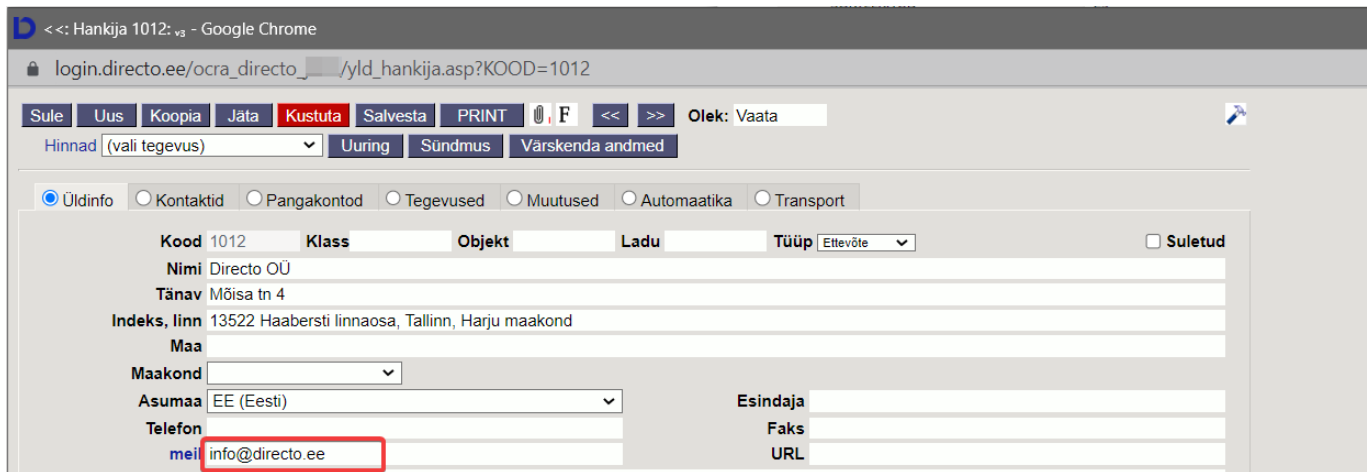 <<: Hankija 1012: v3 - Google Chrome
login.directo.ee/ocra_directo_ /yld_hankija.asp?KOOD=1012
Sule Uus Koopia Jäta Kustuta Salvesta PRINT F << >> Olek: Vaata
Hinnad (vali tegevus) Uuring Sündmus Värskenda andmed
Üldinfo Kontaktid Pangakontod Tegevused Muutused Automaatika Transport
Kood 1012 Klass Objekt Ladu Tüüp Ettevõte Suletud
Nimi Directo OÜ
Tänav Mõisa tn 4
Indeks, linn 13522 Haabersti linnaosa, Tallinn, Harju maakond
Maa
Maakond
Asumaa EE (Eesti) Esindaja
Telefon Faks
meil info@directo.ee URL